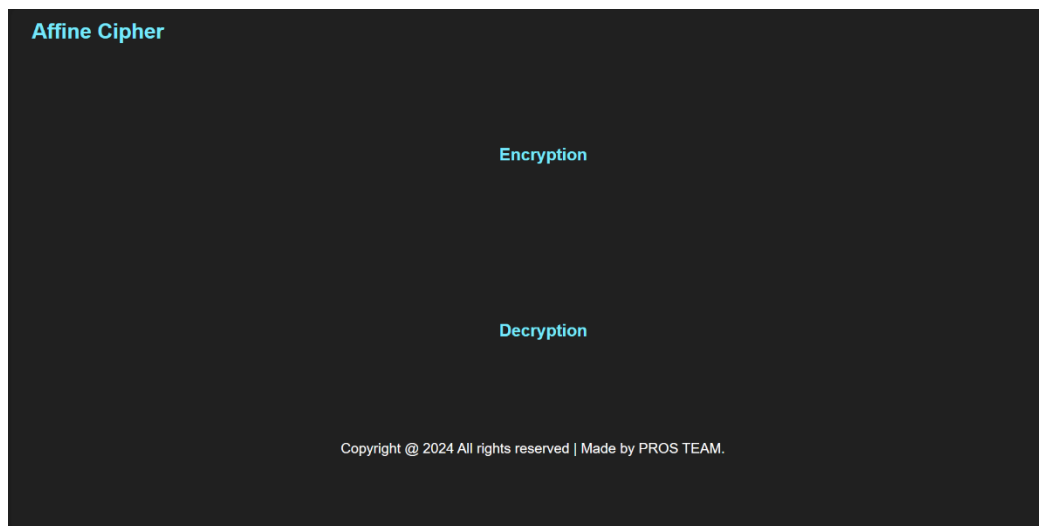 Affine Cipher
Encryption
Decryption
Copyright @ 2024 All rights reserved | Made by PROS TEAM.